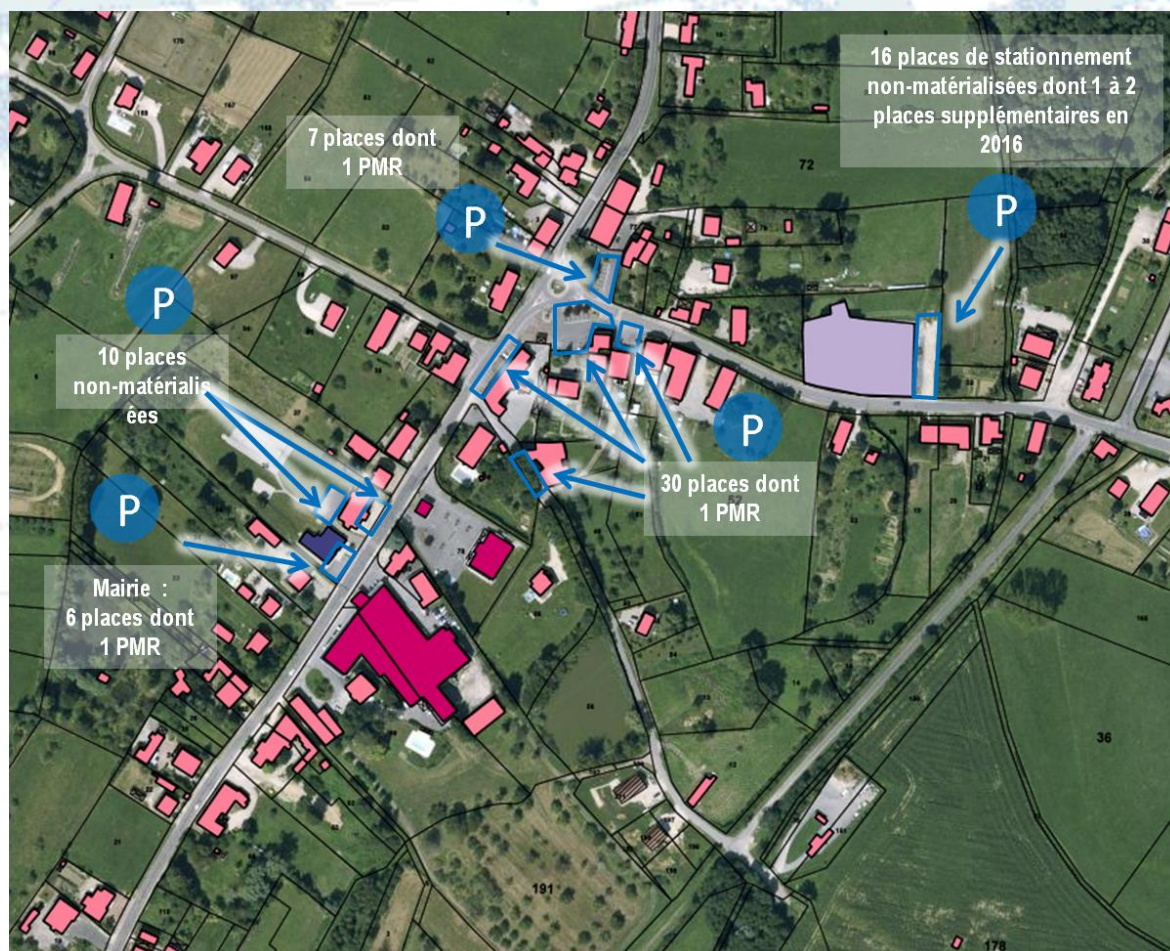 16 places de stationnement
non-matérialisées dont 1 à 2
places supplémentaires en
2016
7 places dont
1 PMR
P
P
P
10 places
non-matérialis
ées
P
P
30 places dont
1 PMR
Mairie :
6 places dont
1 PMR
72
52
36
191
178